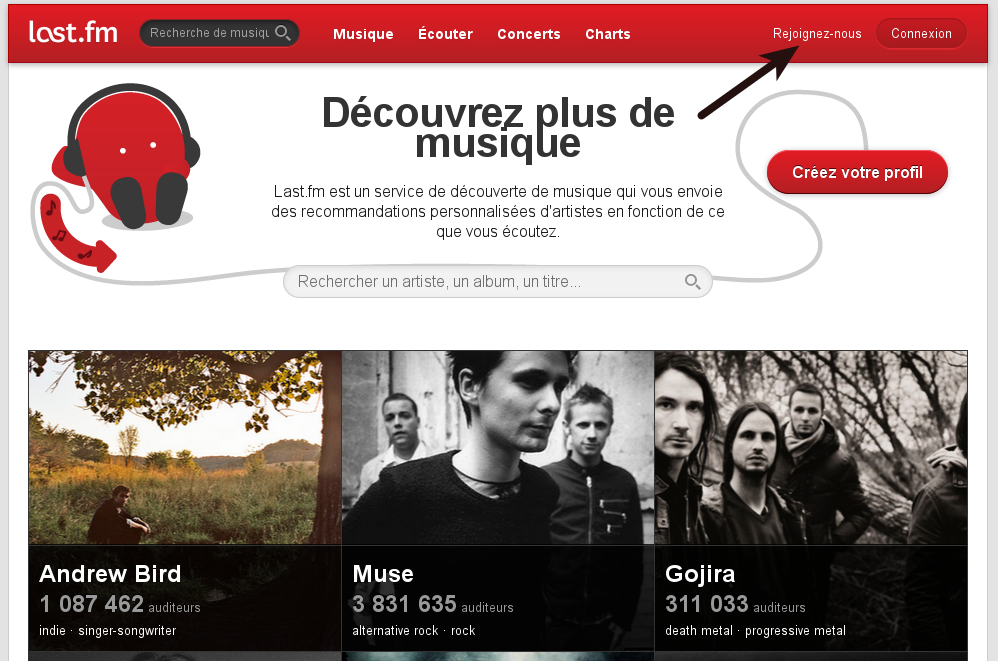 last.fm
Recherche de musiqu
Musique Écouter Concerts Charts
Rejoignez-nous
Connexion
Découvrez plus de
musique
Last.fm est un service de découverte de musique qui vous envoie
des recommandations personnalisées d'artistes en fonction de ce
que vous écoutez.
Créez votre profil
Rechercher un artiste, un album, un titre...
Andrew Bird
1 087 462 auditeurs
indie · singer-songwriter
Muse
3 831 635 auditeurs
alternative rock · rock
Gojira
311 033 auditeurs
death metal · progressive metal